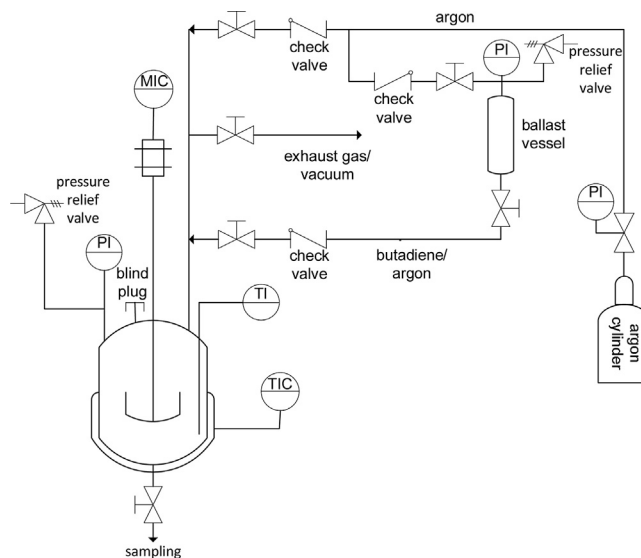 argon
check
valve
PI
pressure
relief
valve
MIC
check
valve
ballast
vessel
exhaust gas/
vacuum
pressure
relief
valve
PI
PI
check
valve
butadiene/
argon
blind
plug
TI
argon
cylinder
TIC
sampling